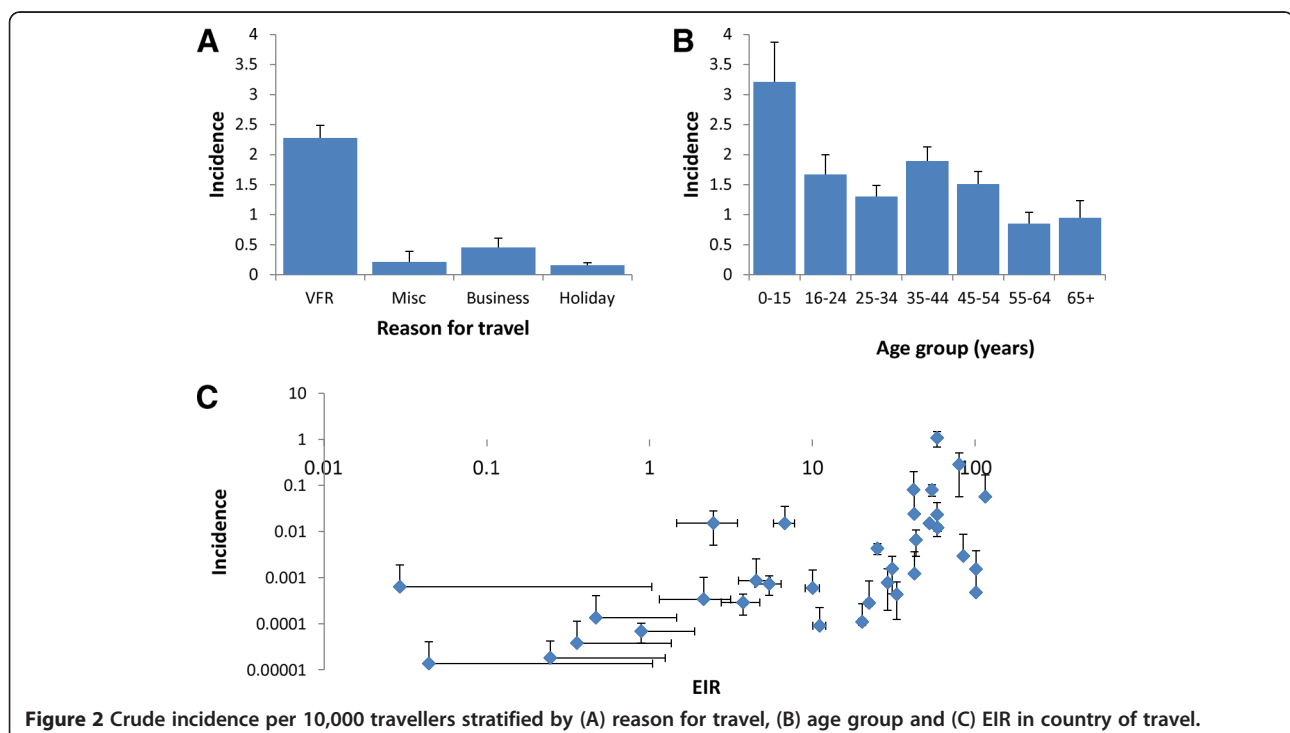 A
4
3.5
3
2.5
2
1.5
1
0.5
0
Incidence
VFR Misc Business Holiday
Reason for travel
B
4
3.5
3
2.5
2
1.5
1
0.5
0
Incidence
0-15 16-24 25-34 35-44 45-54 55-64 65+
Age group (years)
C
10
1
0.1
0.01
0.001
0.0001
0.00001
Incidence
0.01 0.1 1 10 100
EIR
Figure 2 Crude incidence per 10,000 travellers stratified by (A) reason for travel, (B) age group and (C) EIR in country of travel.